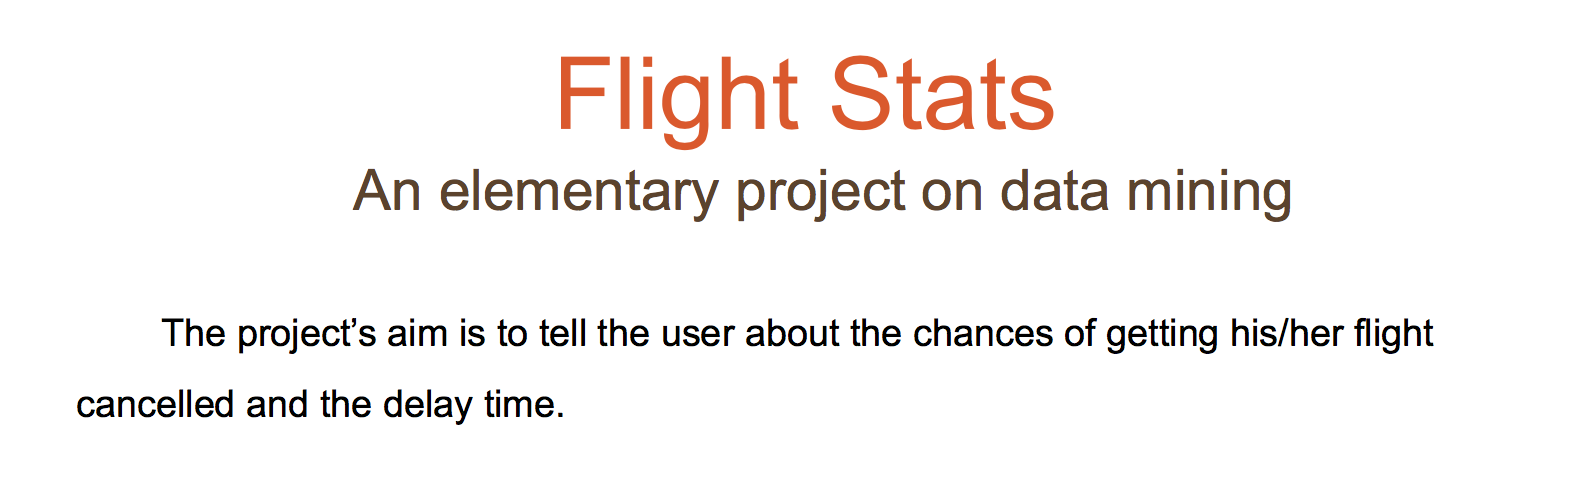 Flight Stats
An elementary project on data mining
The project’s aim is to tell the user about the chances of getting his/her flight
cancelled and the delay time.